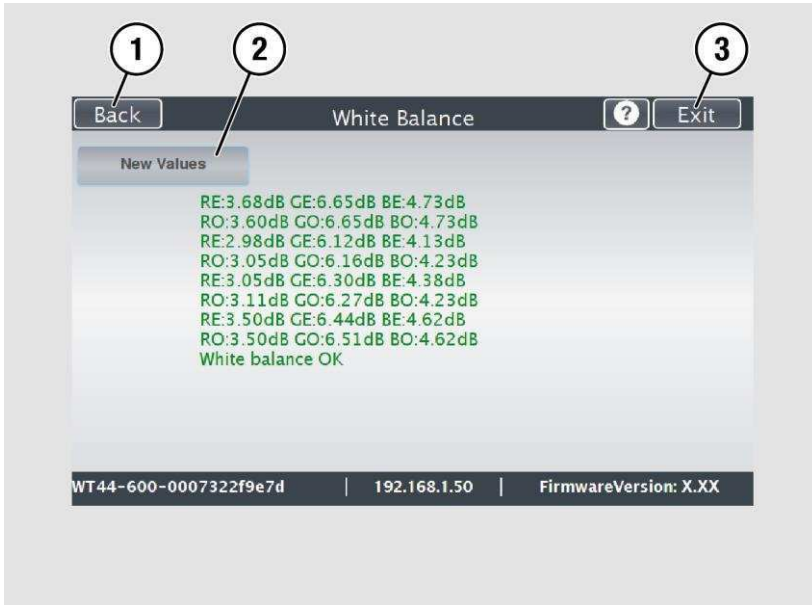 1 2 3
Back White Balance ? Exit
New Values
RE:3.68dB GE:6.65dB BE:4.73dB
RO:3.60dB GO:6.65dB BO:4.73dB
RE:2.98dB GE:6.12dB BE:4.13dB
RO:3.05dB GO:6.16dB BO:4.23dB
RE:3.05dB GE:6.30dB BE:4.38dB
RO:3.11dB GO:6.27dB BO:4.23dB
RE:3.50dB GE:6.44dB BE:4.62dB
RO:3.50dB GO:6.51dB BO:4.62dB
White balance OK
WT44-600-0007322f9e7d | 192.168.1.50 | FirmwareVersion: X.XX